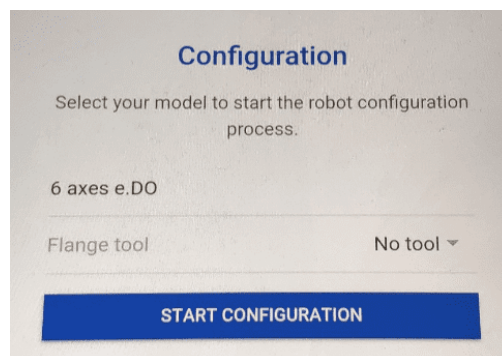 Configuration
Select your model to start the robot configuration
process.
6 axes e.DO
Flange tool No tool
START CONFIGURATION